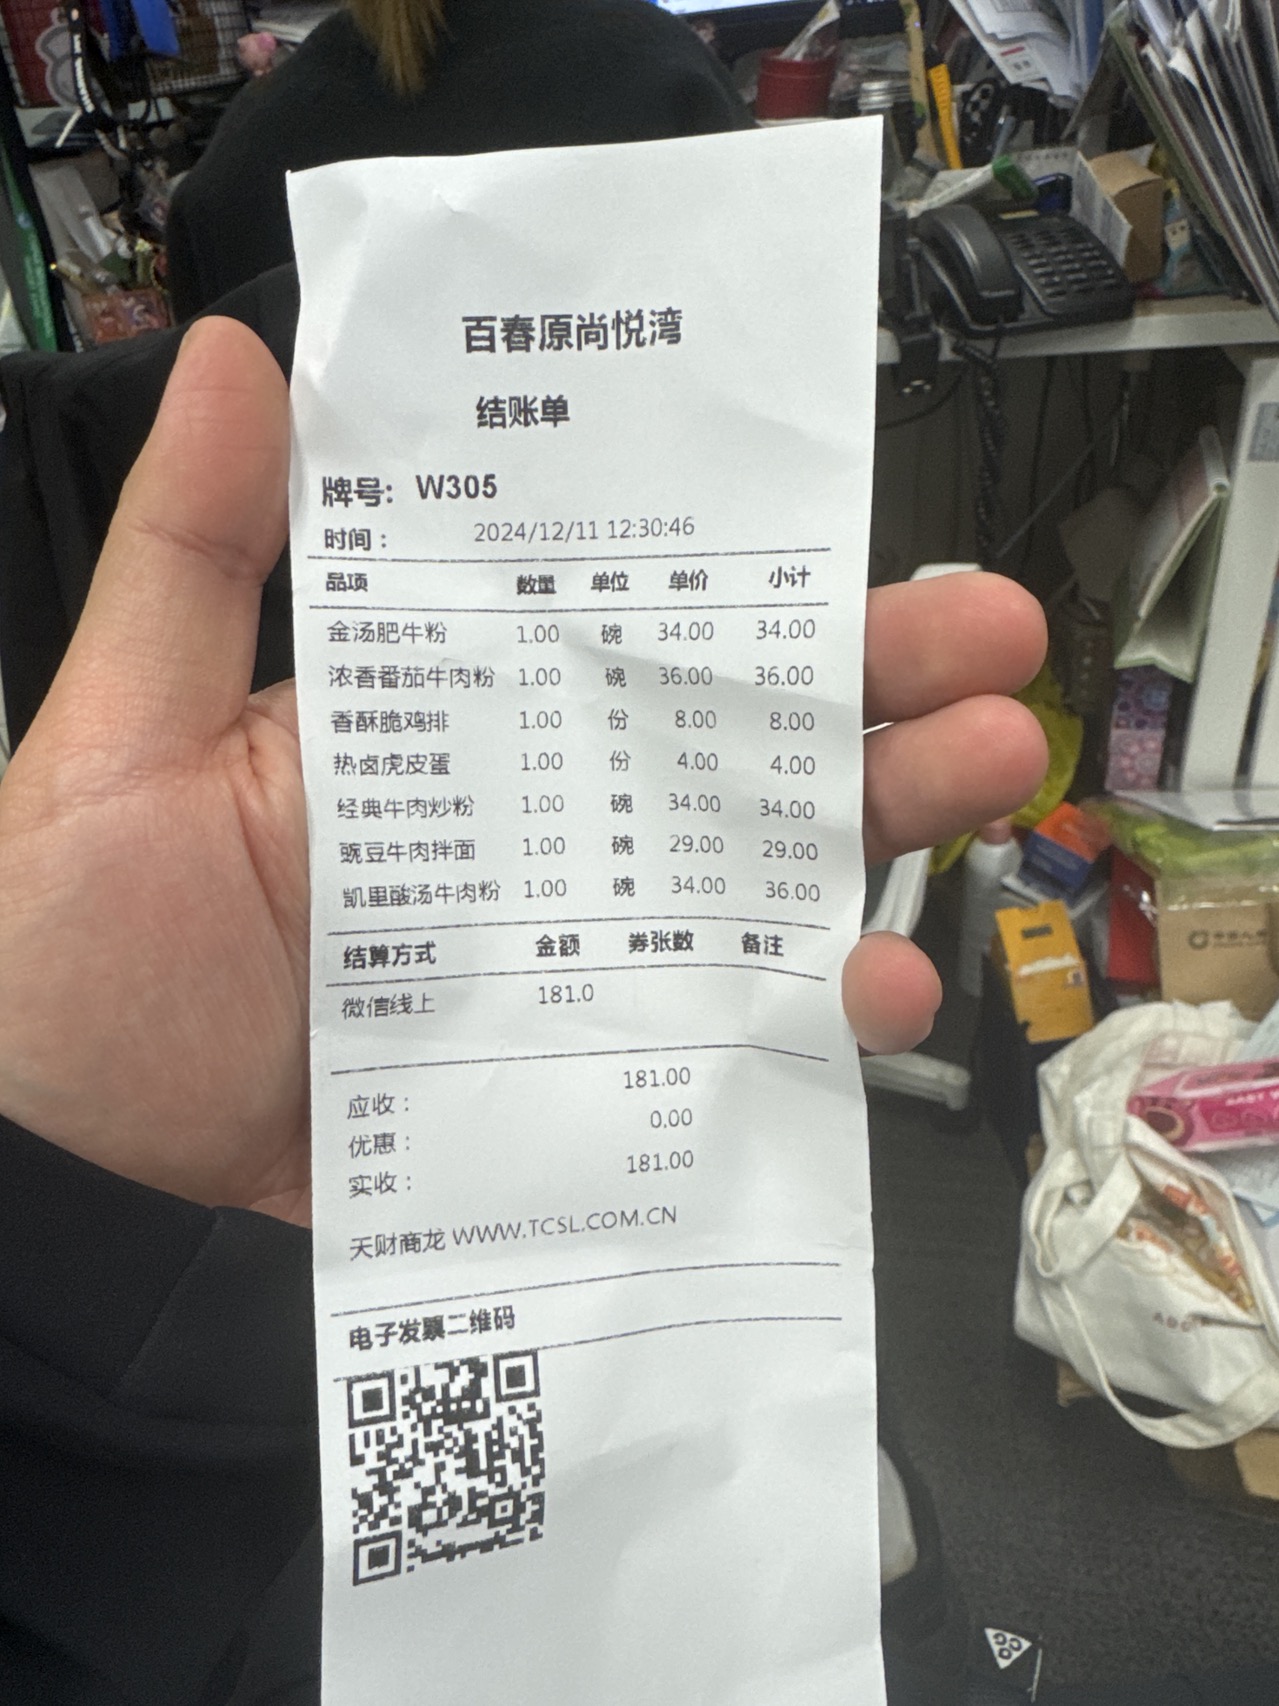 百春原尚悦湾
结账单
牌号: W305
时间： 2024/12/11 12:30:46
品项 数量 单位 单价 小计
金汤肥牛粉 1.00 碗 34.00 34.00
浓香番茄牛肉粉 1.00 碗 36.00 36.00
香酥脆鸡排 1.00 份 8.00 8.00
热卤虎皮蛋 1.00 份 4.00 4.00
经典牛肉炒粉 1.00 碗 34.00 34.00
豌豆牛肉拌面 1.00 碗 29.00 29.00
凯里酸汤牛肉粉 1.00 碗 34.00 36.00
结算方式 金额 券张数 备注
微信线上 181.0
应收： 181.00
优惠： 0.00
实收： 181.00
天财商龙 WWW.TCSL.COM.CN
电子发票二维码